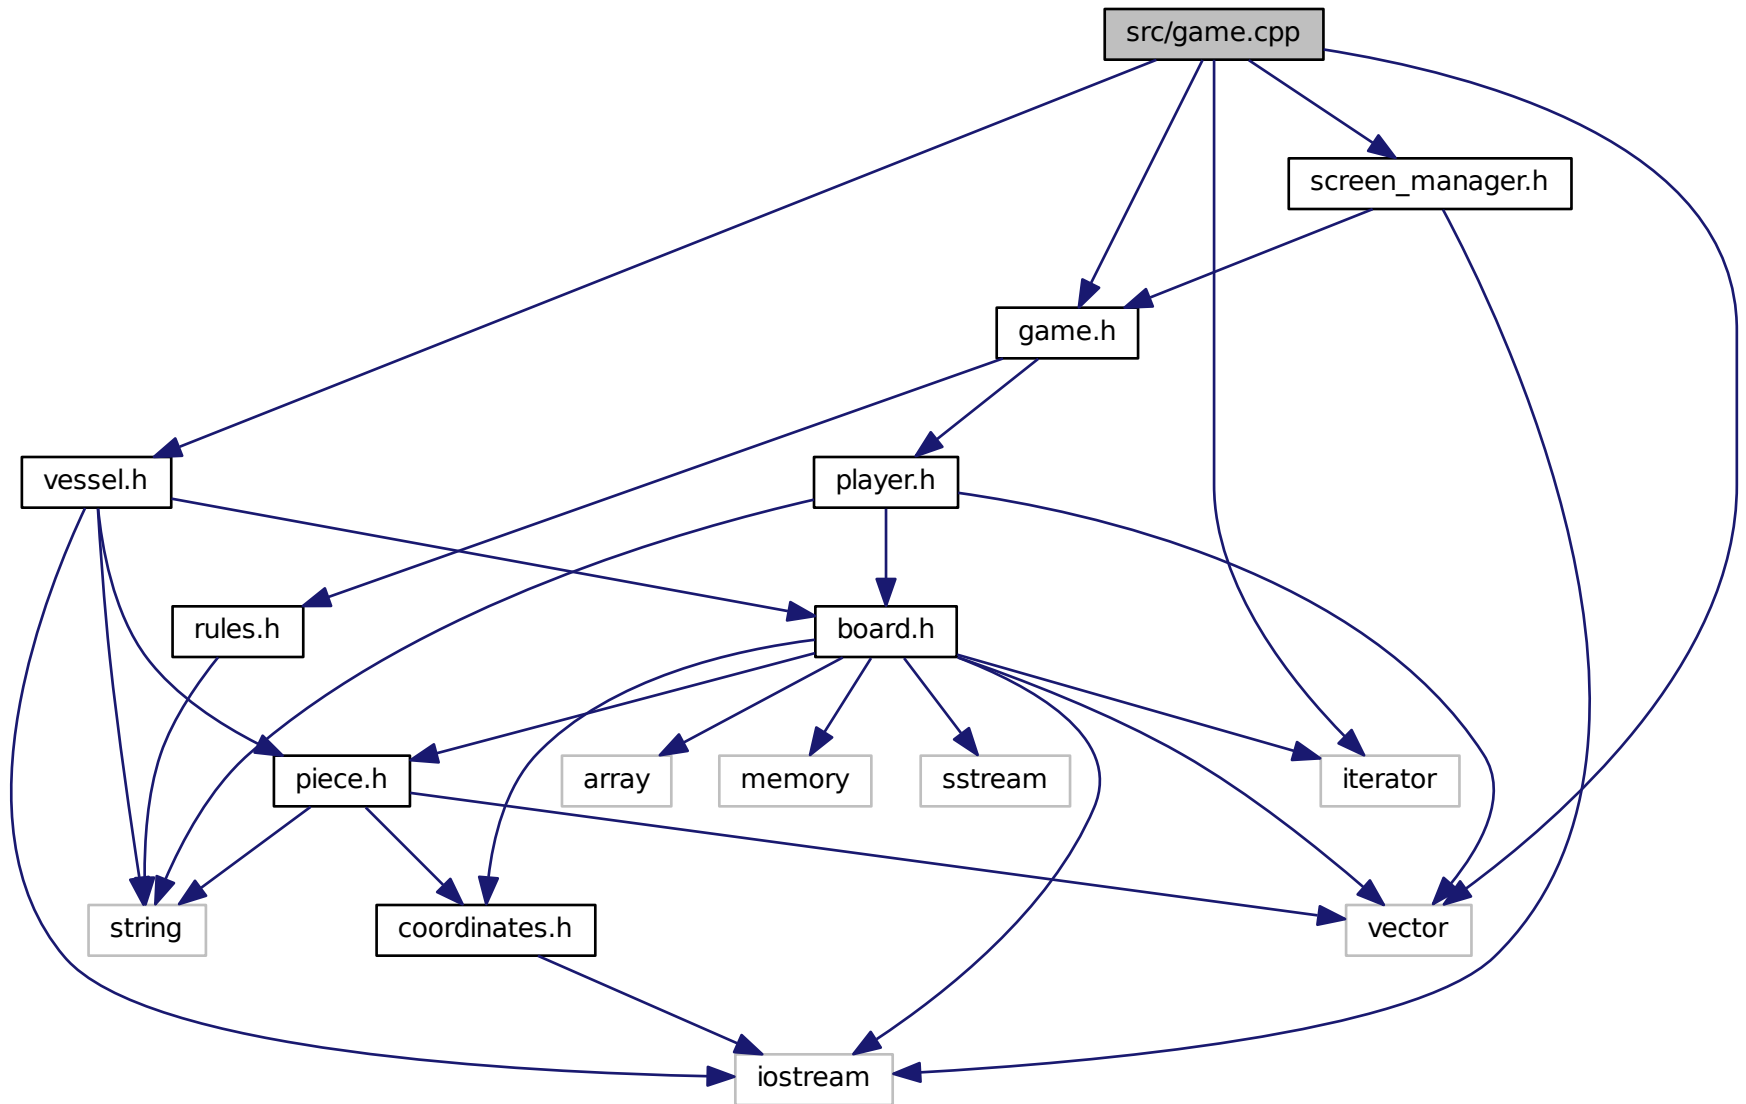 src/game.cpp
screen_manager.h
game.h
vessel.h
player.h
rules.h
board.h
piece.h
array
memory
sstream
iterator
string
coordinates.h
vector
iostream